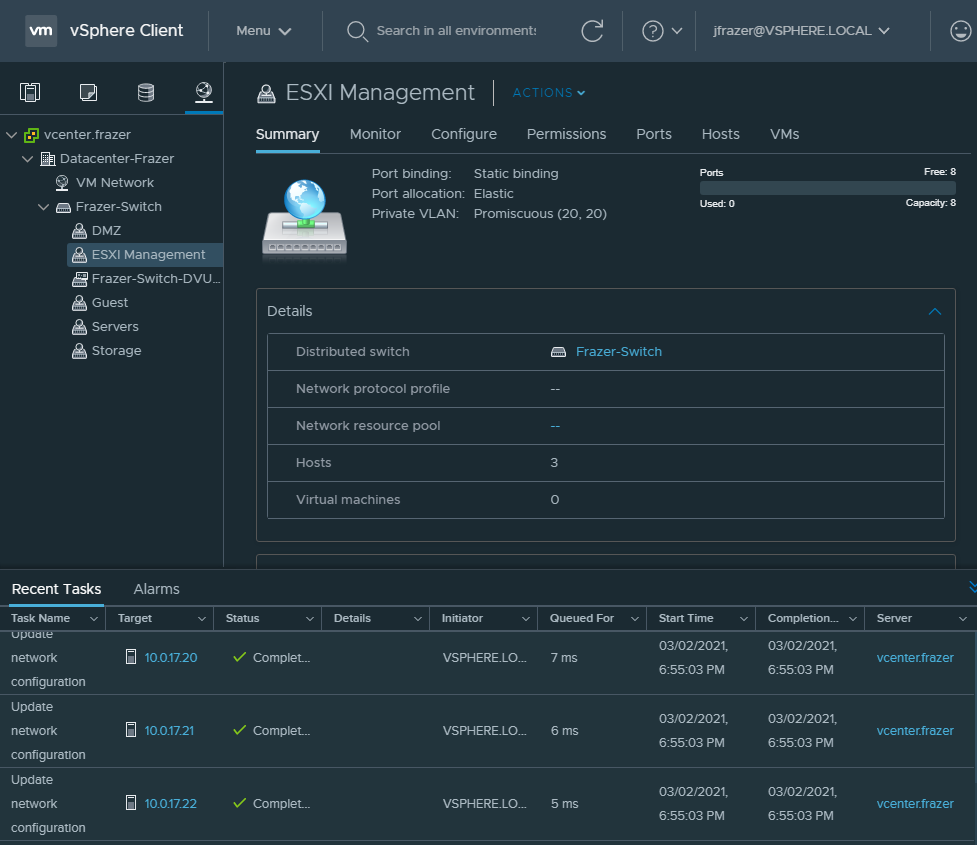 vm vSphere Client Menu Search in all environments jfrazer@VSPHERE.LOCAL
vcenter.frazer
Datacenter-Frazer
VM Network
Frazer-Switch
DMZ
ESXI Management
Frazer-Switch-DVU...
Guest
Servers
Storage
ESXI Management ACTIONS
Summary Monitor Configure Permissions Ports Hosts VMs
Port binding: Static binding
Port allocation: Elastic
Private VLAN: Promiscuous (20, 20)
Ports Free: 8
Used: 0 Capacity: 8
Details
Distributed switch Frazer-Switch
Network protocol profile --
Network resource pool --
Hosts 3
Virtual machines 0
Recent Tasks Alarms
Task Name Target Status Details Initiator Queued For Start Time Completion... Server
Update
network
configuration
10.0.17.20 Complet... VSPHERE.LO... 7 ms
03/02/2021,
6:55:03 PM
03/02/2021,
6:55:03 PM
vcenter.frazer
Update
network
configuration
10.0.17.21 Complet... VSPHERE.LO... 6 ms
03/02/2021,
6:55:03 PM
03/02/2021,
6:55:03 PM
vcenter.frazer
Update
network
configuration
10.0.17.22 Complet... VSPHERE.LO... 5 ms
03/02/2021,
6:55:03 PM
03/02/2021,
6:55:03 PM
vcenter.frazer